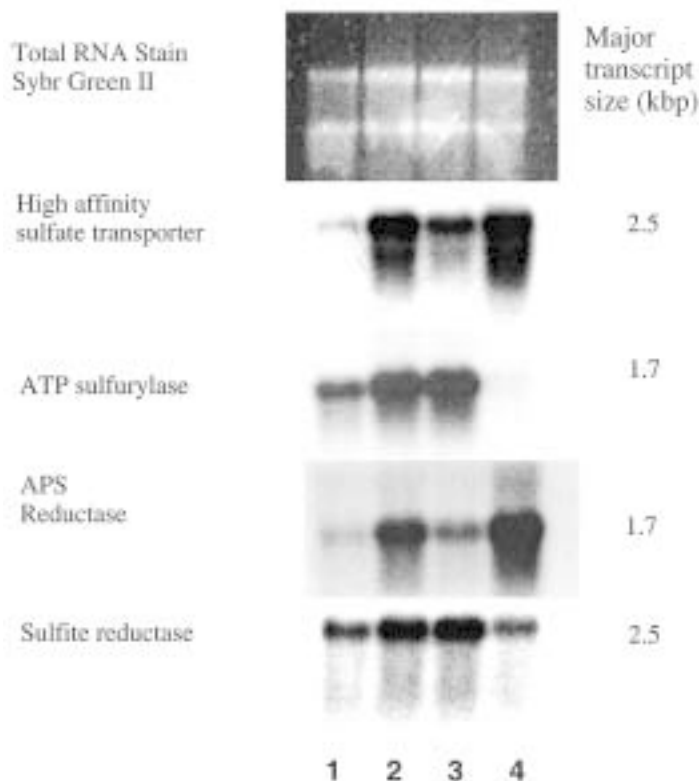 Total RNA Stain
Sybr Green II
Major
transcript
size (kbp)
High affinity
sulfate transporter
2.5
ATP sulfurylase
1.7
APS
Reductase
1.7
Sulfite reductase
2.5
1 2 3 4